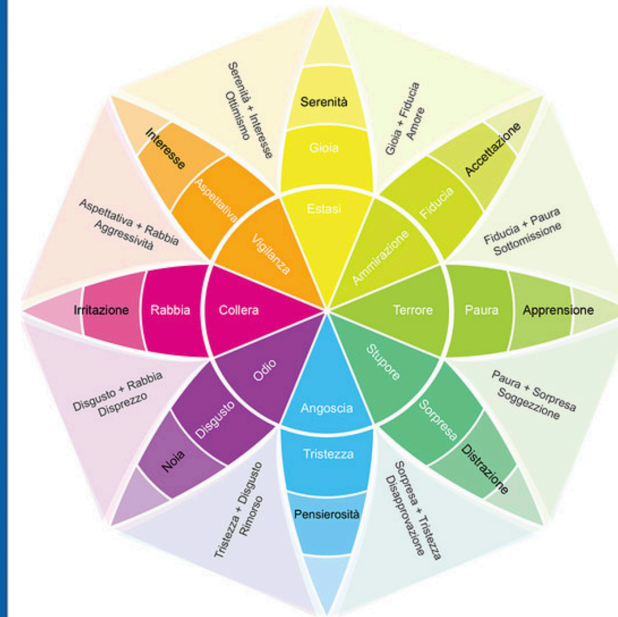 Serenità + Interesse
Ottimismo
Serenità
Gioia
Estasi
Gioia + Fiducia
Amore
Accettazione
Fiducia
Ammirazione
Fiducia + Paura
Sottomissione
Terrore
Paura
Apprensione
Paura + Sorpresa
Soggezzione
Stupore
Sorpresa
Distrazione
Sorpresa + Tristezza
Disapprovazione
Angoscia
Tristezza
Pensierosità
Tristezza + Disgusto
Rimorso
Odio
Disgusto
Noia
Disgusto + Rabbia
Disprezzo
Collera
Rabbia
Irritazione
Aspettativa + Rabbia
Aggressività
Vigilanza
Aspettativa
Interesse